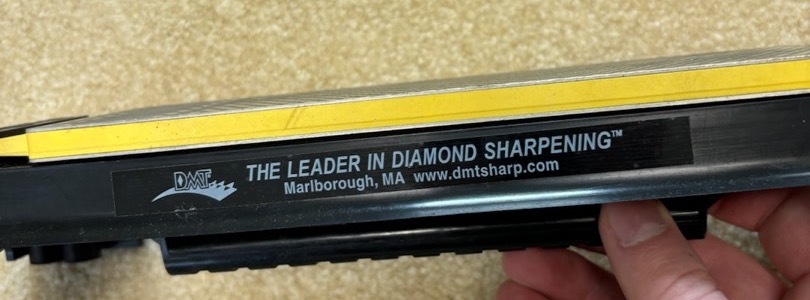 DMT THE LEADER IN DIAMOND SHARPENING™
Marlborough, MA www.dmtsharp.com